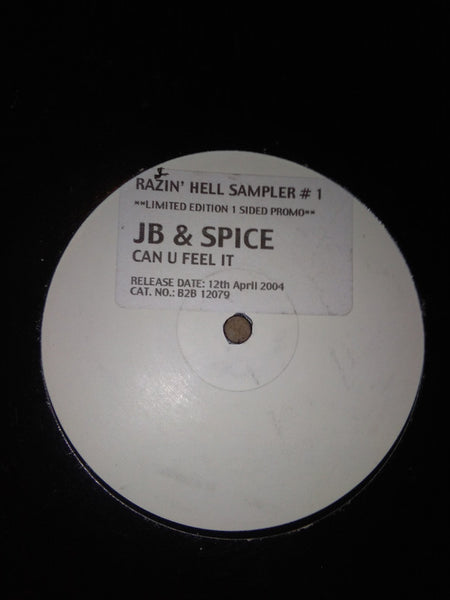 RAZIN' HELL SAMPLER # 1
**LIMITED EDITION 1 SIDED PROMO**
JB & SPICE
CAN U FEEL IT
RELEASE DATE: 12th April 2004
CAT. NO.: B2B 12079